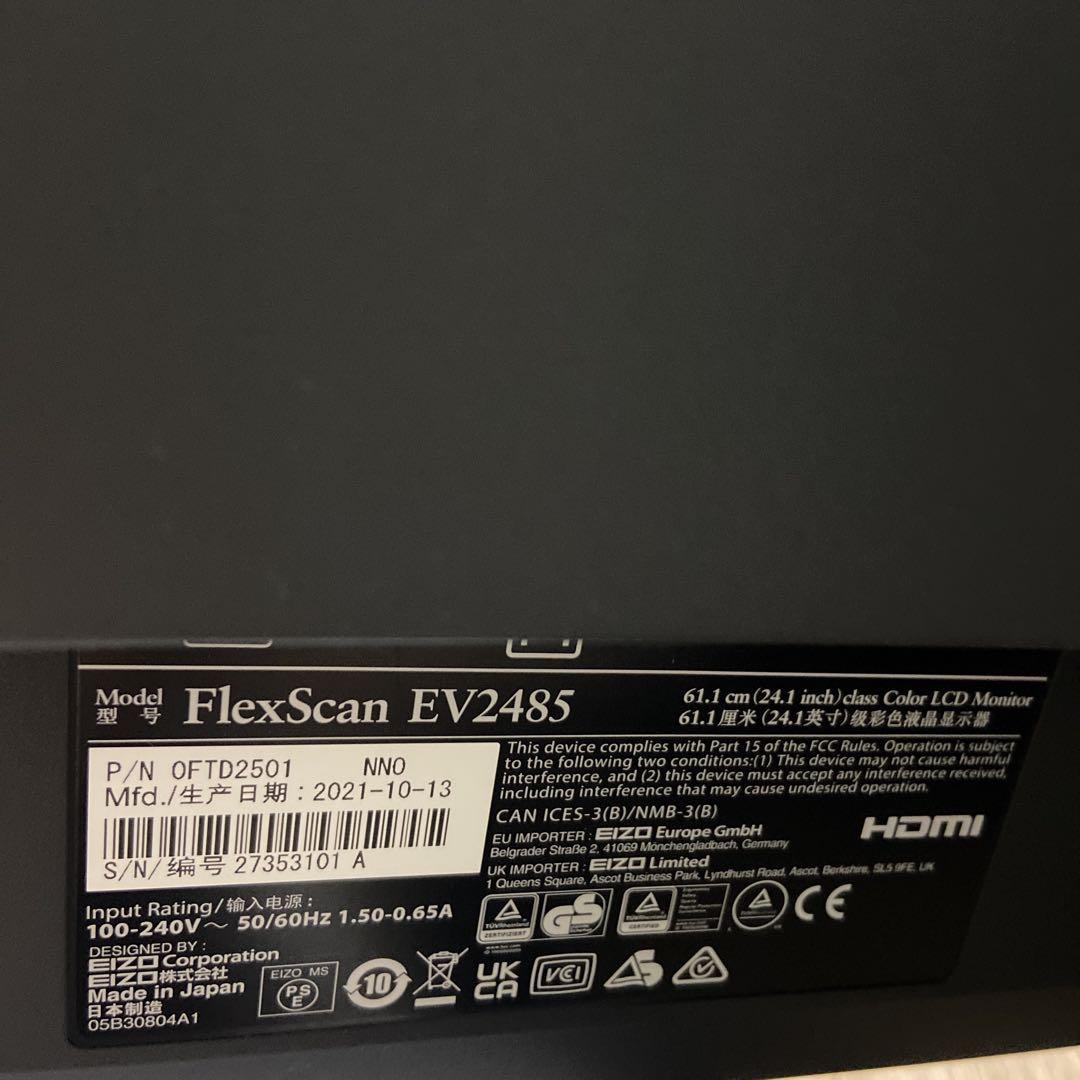 Model FlexScan EV2485
型 号
61.1 cm (24.1 inch) class Color LCD Monitor
61.1 厘米 (24.1英寸) 级彩色液晶显示器
P/N 0FTD2501 NN0
Mfd./生产日期 : 2021-10-13
S/N/编号 27353101 A
This device complies with Part 15 of the FCC Rules. Operation is subject
to the following two conditions:(1) This device may not cause harmful
interference, and (2) this device must accept any interference received,
including interference that may cause undesired operation.
CAN ICES-3(B)/NMB-3(B)
EU IMPORTER : EIZO Europe GmbH
Belgrader Straße 2, 41069 Mönchengladbach, Germany
UK IMPORTER : EIZO Limited
1 Queens Square, Ascot Business Park, Lyndhurst Road, Ascot, Berkshire, SL5 9FE, UK
HDMI
Input Rating/输入电源 :
100-240V～ 50/60Hz 1.50-0.65A
DESIGNED BY :
EIZO Corporation
EIZO株式会社
Made in Japan
日本制造
05B30804A1
EIZO MS
PS
E
10
TÜVRheinland
ZERTIFIZIERT
GS
TÜVRheinland
CERTIFIED
CE
UK
CA
VCI